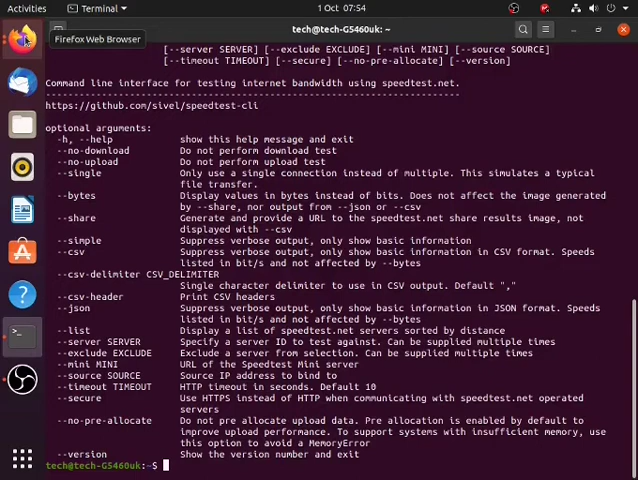 Activities
Terminal
1 Oct 07:54
Firefox Web Browser
tech@tech-G5460uk: ~
[--server SERVER] [--exclude EXCLUDE] [--mini MINI] [--source SOURCE]
[--timeout TIMEOUT] [--secure] [--no-pre-allocate] [--version]
Command line interface for testing internet bandwidth using speedtest.net.
--------------------------------------------------------------------------
https://github.com/sivel/speedtest-cli
optional arguments:
-h, --help show this help message and exit
--no-download Do not perform download test
--no-upload Do not perform upload test
--single Only use a single connection instead of multiple. This simulates a typical
file transfer.
--bytes Display values in bytes instead of bits. Does not affect the image generated
by --share, nor output from --json or --csv
--share Generate and provide a URL to the speedtest.net share results image, not
displayed with --csv
--simple Suppress verbose output, only show basic information
--csv Suppress verbose output, only show basic information in CSV format. Speeds
listed in bit/s and not affected by --bytes
--csv-delimiter CSV_DELIMITER
Single character delimiter to use in CSV output. Default ","
--csv-header Print CSV headers
--json Suppress verbose output, only show basic information in JSON format. Speeds
listed in bit/s and not affected by --bytes
--list Display a list of speedtest.net servers sorted by distance
--server SERVER Specify a server ID to test against. Can be supplied multiple times
--exclude EXCLUDE Exclude a server from selection. Can be supplied multiple times
--mini MINI URL of the Speedtest Mini server
--source SOURCE Source IP address to bind to
--timeout TIMEOUT HTTP timeout in seconds. Default 10
--secure Use HTTPS instead of HTTP when communicating with speedtest.net operated
servers
--no-pre-allocate Do not pre allocate upload data. Pre allocation is enabled by default to
improve upload performance. To support systems with insufficient memory, use
this option to avoid a MemoryError
--version Show the version number and exit
tech@tech-G5460uk:~$